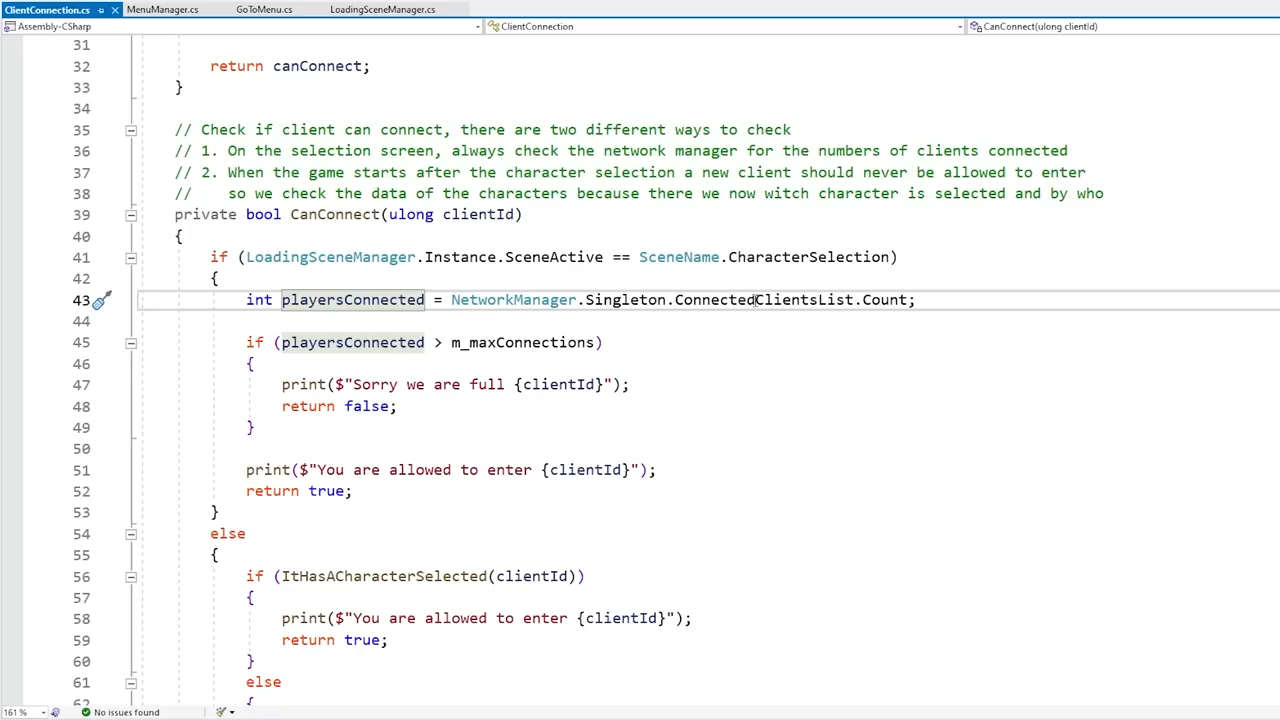 ClientConnection.cs MenuManager.cs GoToMenu.cs LoadingSceneManager.cs
Assembly-CSharp ClientConnection CanConnect(ulong clientId)
31
32 return canConnect;
33 }
34
35 // Check if client can connect, there are two different ways to check
36 // 1. On the selection screen, always check the network manager for the numbers of clients connected
37 // 2. When the game starts after the character selection a new client should never be allowed to enter
38 // so we check the data of the characters because there we now witch character is selected and by who
39 private bool CanConnect(ulong clientId)
40 {
41 if (LoadingSceneManager.Instance.SceneActive == SceneName.CharacterSelection)
42 {
43 int playersConnected = NetworkManager.Singleton.ConnectedClientsList.Count;
44
45 if (playersConnected > m_maxConnections)
46 {
47 print($"Sorry we are full {clientId}");
48 return false;
49 }
50
51 print($"You are allowed to enter {clientId}");
52 return true;
53 }
54 else
55 {
56 if (ItHasACharacterSelected(clientId))
57 {
58 print($"You are allowed to enter {clientId}");
59 return true;
60 }
61 else
62 {
161 % No issues found